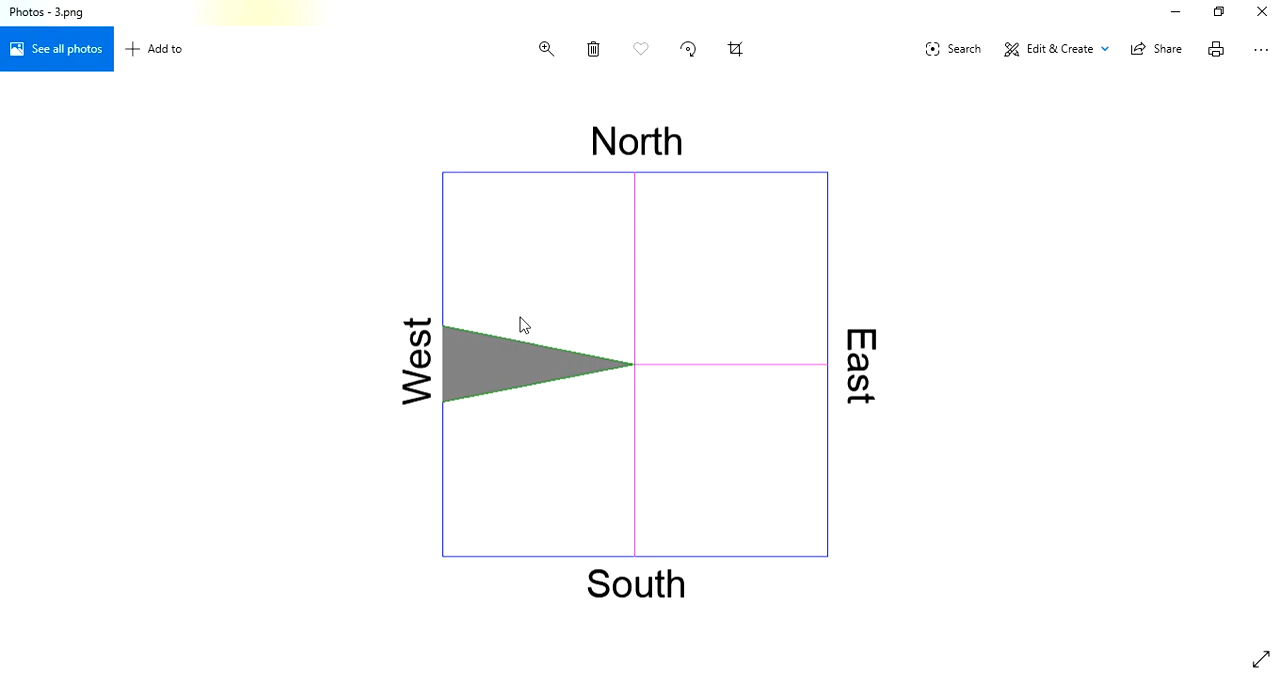 Photos - 3.png
See all photos
Add to
Search
Edit & Create
Share
North
West
East
South